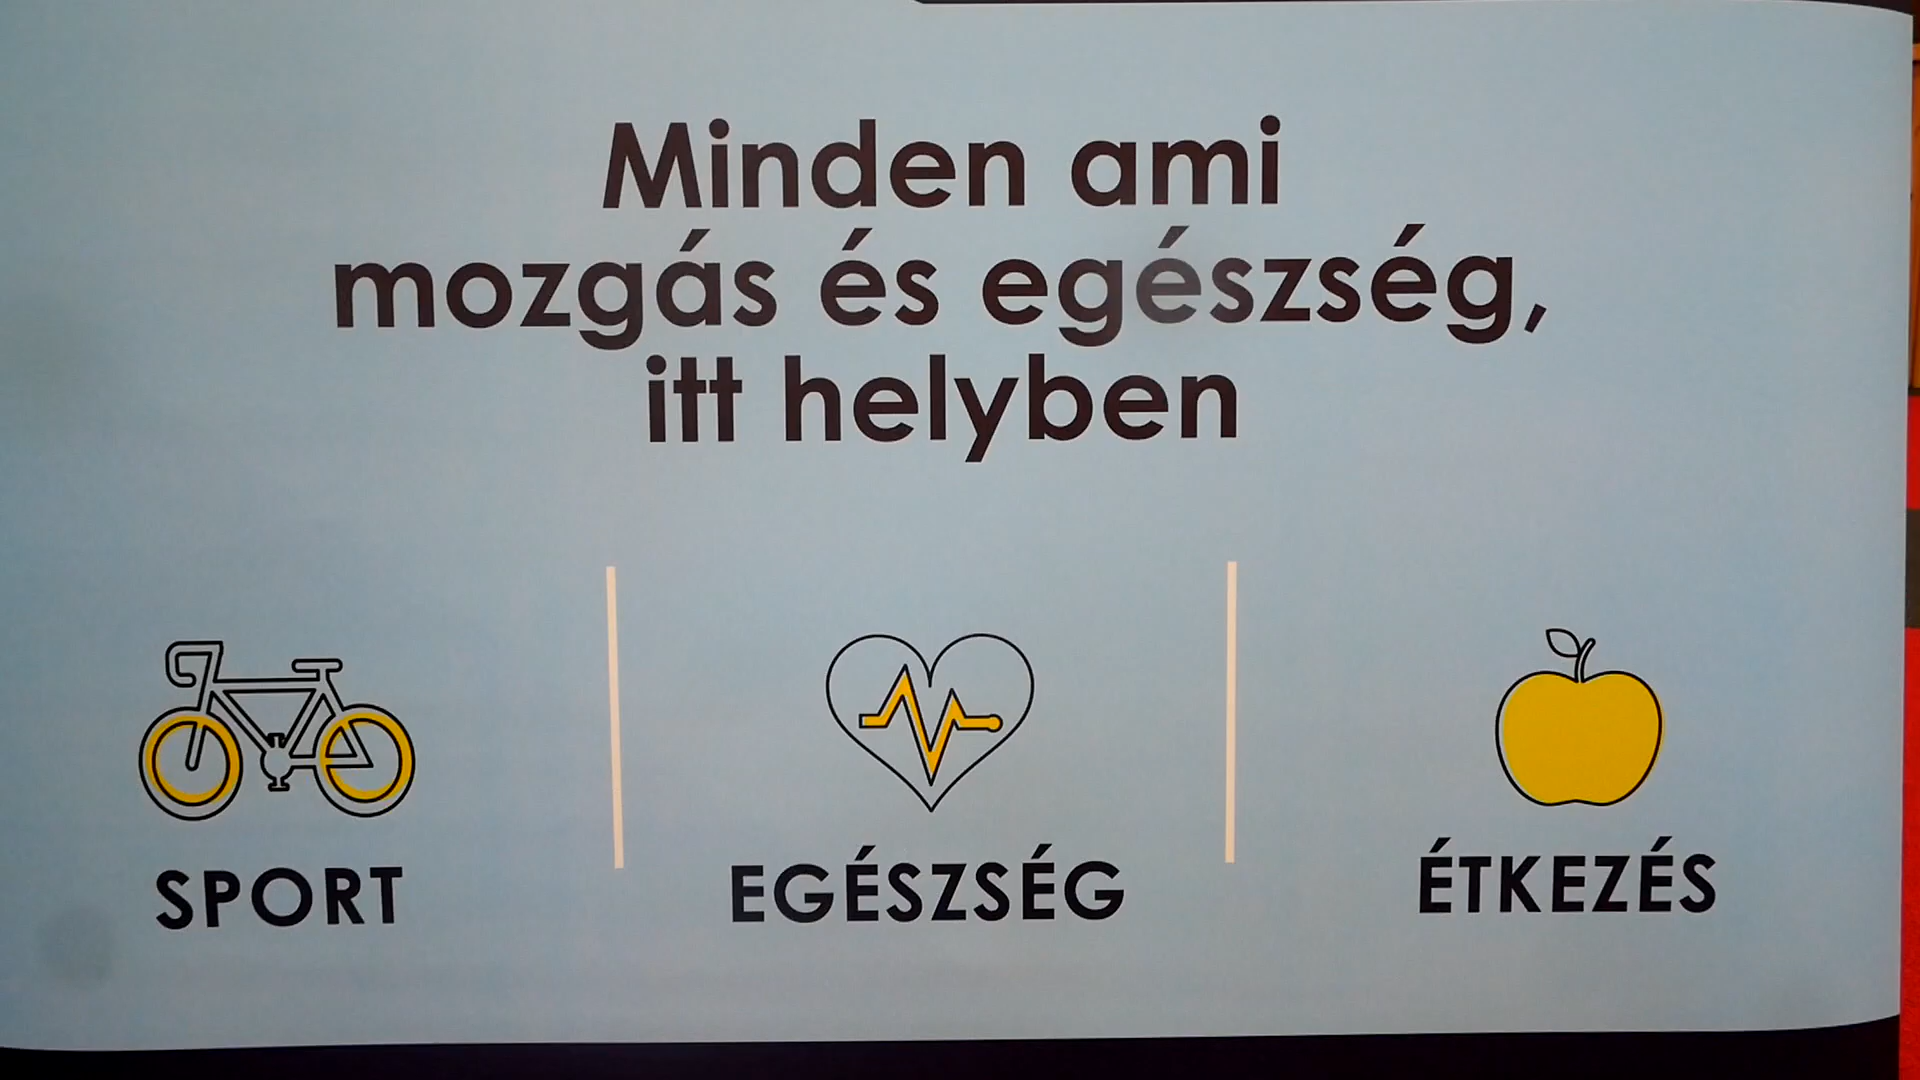 Minden ami
mozgás és egészség,
itt helyben
SPORT
EGÉSZSÉG
ÉTKEZÉS